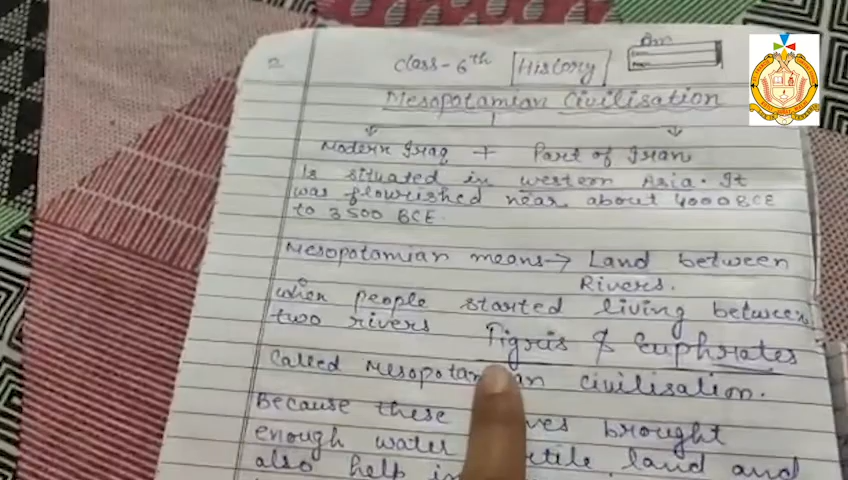 Class - 6th History
Mesopotamian Civilisation
Modern Iraq + Part of Iran
Is situated in western Asia. It
was flourished near about 4000 BCE
to 3500 BCE.
Mesopotamian means → Land between
Rivers.
when people started living between
two rivers Tigris & Euphrates
called Mesopotamian civilisation.
Because these brought
enough water land and
also help in